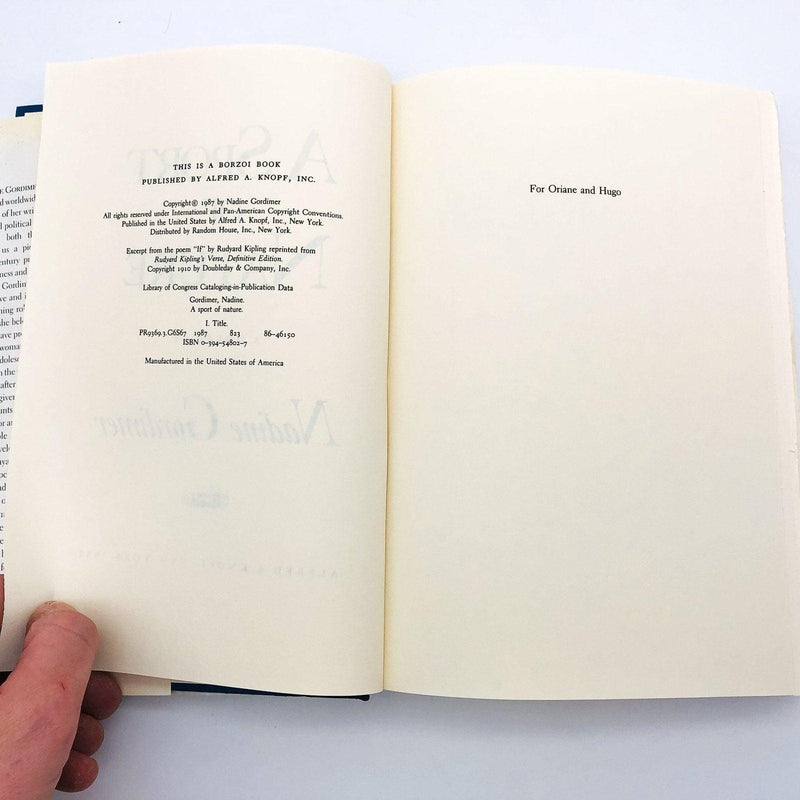 THIS IS A BORZOI BOOK
PUBLISHED BY ALFRED A. KNOPF, INC.
Copyright © 1987 by Nadine Gordimer
All rights reserved under International and Pan-American Copyright Conventions.
Published in the United States by Alfred A. Knopf, Inc., New York.
Distributed by Random House, Inc., New York.
Excerpt from the poem "If" by Rudyard Kipling reprinted from
Rudyard Kipling's Verse, Definitive Edition.
Copyright 1910 by Doubleday & Company, Inc.
Library of Congress Cataloging-in-Publication Data
Gordimer, Nadine.
A sport of nature.
I. Title.
PR9369.3.G6S67 1987 823 86-46150
ISBN 0-394-54802-7
Manufactured in the United States of America
For Oriane and Hugo